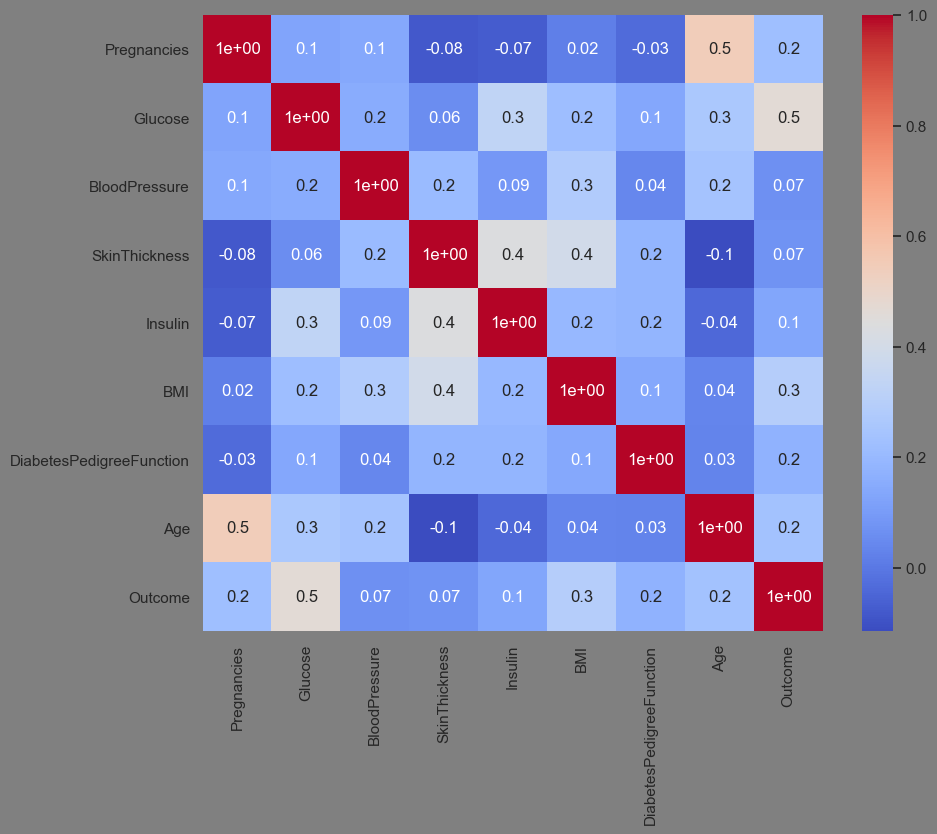 Pregnancies 1e+00 0.1 0.1 -0.08 -0.07 0.02 -0.03 0.5 0.2
Glucose 0.1 1e+00 0.2 0.06 0.3 0.2 0.1 0.3 0.5
BloodPressure 0.1 0.2 1e+00 0.2 0.09 0.3 0.04 0.2 0.07
SkinThickness -0.08 0.06 0.2 1e+00 0.4 0.4 0.2 -0.1 0.07
Insulin -0.07 0.3 0.09 0.4 1e+00 0.2 0.2 -0.04 0.1
BMI 0.02 0.2 0.3 0.4 0.2 1e+00 0.1 0.04 0.3
DiabetesPedigreeFunction -0.03 0.1 0.04 0.2 0.2 0.1 1e+00 0.03 0.2
Age 0.5 0.3 0.2 -0.1 -0.04 0.04 0.03 1e+00 0.2
Outcome 0.2 0.5 0.07 0.07 0.1 0.3 0.2 0.2 1e+00
Pregnancies
Glucose
BloodPressure
SkinThickness
Insulin
BMI
DiabetesPedigreeFunction
Age
Outcome
1.0
0.8
0.6
0.4
0.2
0.0